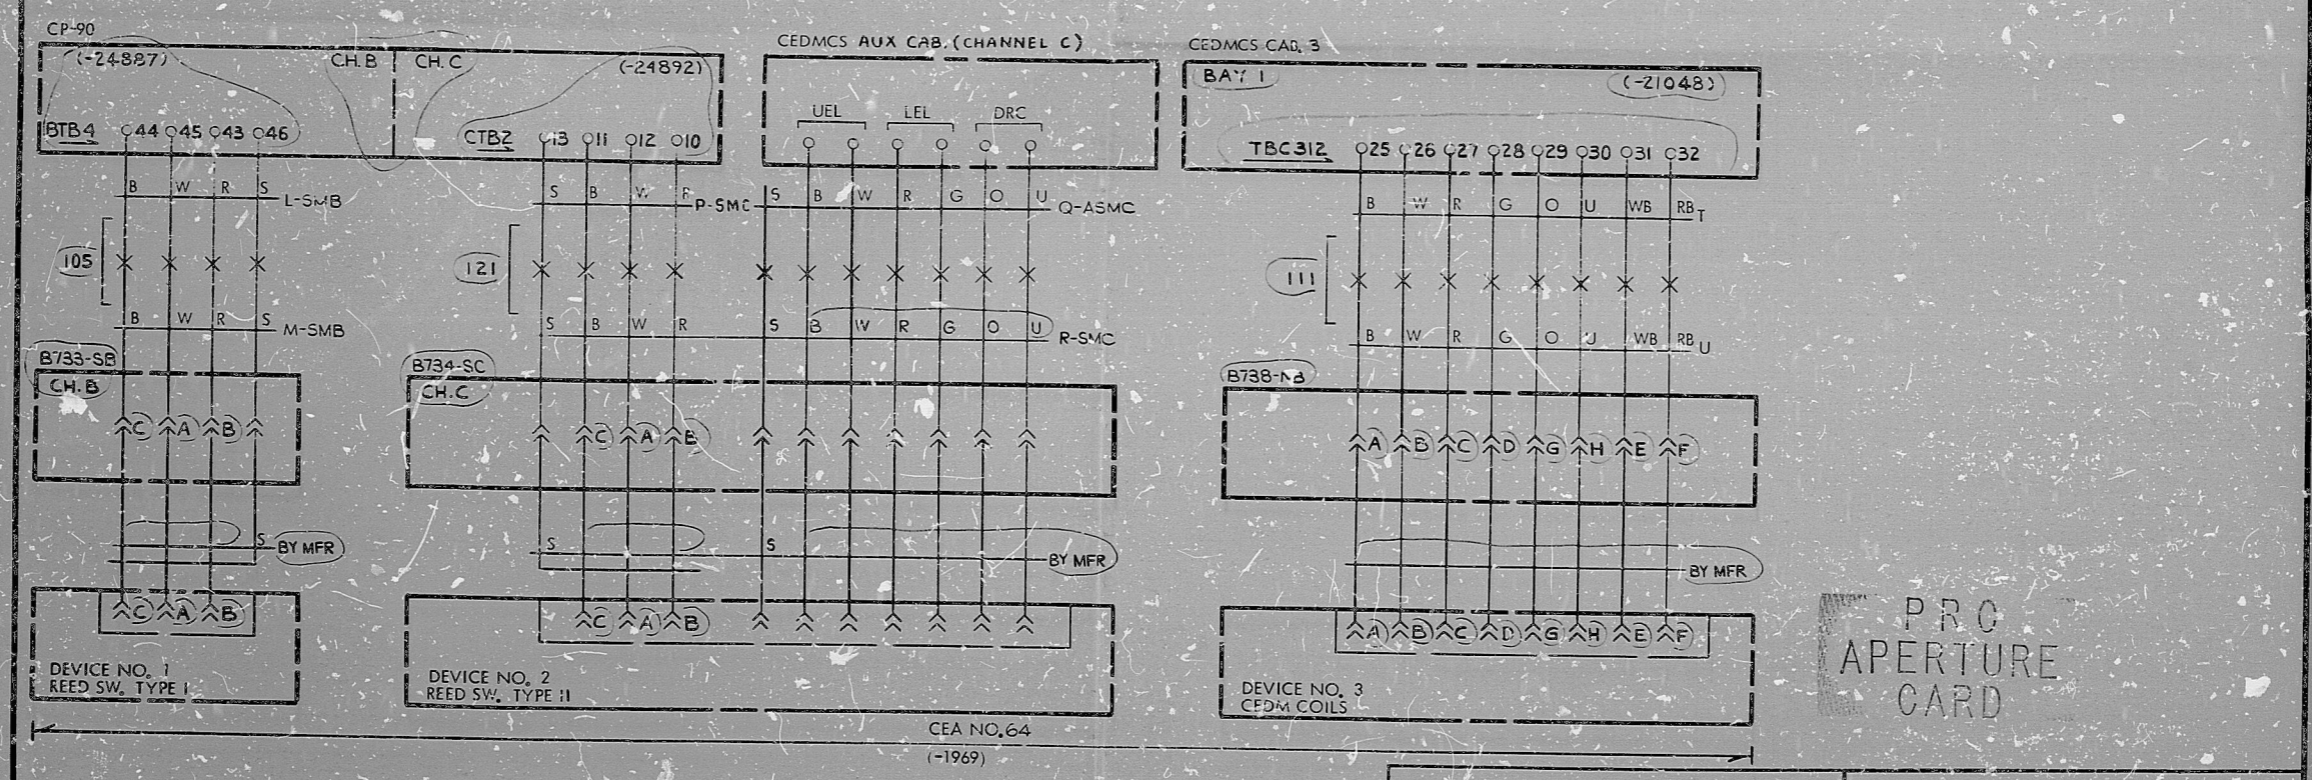 CP-90
(-24887) CH.B CH.C (-24892)
BTB4 44 45 43 46
CTB2 13 11 12 10
B W R S L-SMB
105
B W R S M-SMB
B733-SB
CH.B
C A B
S BY MFR
C A B
DEVICE NO. 1
REED SW. TYPE I
S B W R P-SMC
121
S B W R
B734-SC
CH.C
C A B
S
C A B
DEVICE NO. 2
REED SW. TYPE II
CEDMCS AUX CAB. (CHANNEL C)
UEL LEL DRC
S B W R G O U Q-ASMC
S B W R G O U R-SMC
S BY MFR
CEDMCS CAB. 3
BAY 1 (-21048)
TBC312 25 26 27 28 29 30 31 32
B W R G O U WB RB T
111
B W R G O U WB RB U
B738-NB
A B C D G H E F
BY MFR
A B C D G H E F
DEVICE NO. 3
CEDM COILS
CEA NO.64
(-1969)
PRC
APERTURE
CARD